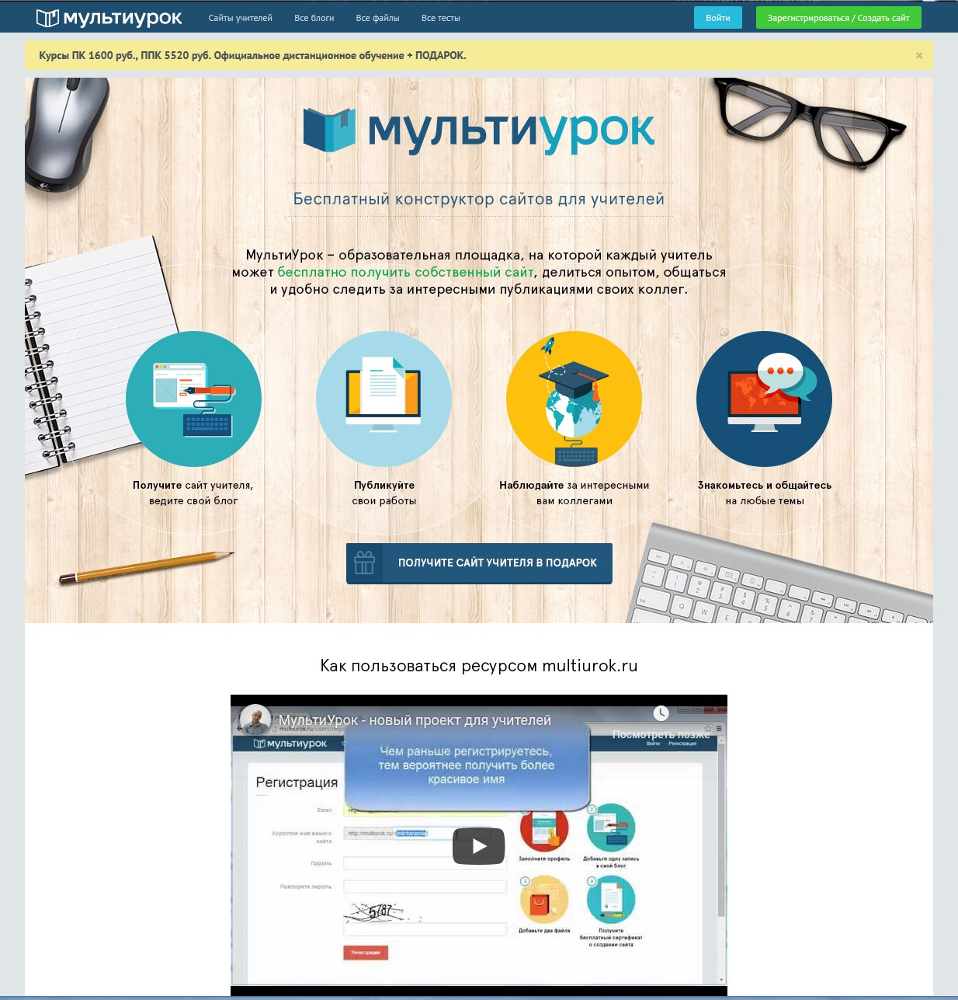 мультиурок
Сайты учителей Все блоги Все файлы Все тесты Войти Зарегистрироваться / Создать сайт
Курсы ПК 1600 руб., ППК 5520 руб. Официальное дистанционное обучение + ПОДАРОК. ×
мультиурок
Бесплатный конструктор сайтов для учителей
МультиУрок – образовательная площадка, на которой каждый учитель
может бесплатно получить собственный сайт, делиться опытом, общаться
и удобно следить за интересными публикациями своих коллег.
Получите сайт учителя,
ведите свой блог
Публикуйте
свои работы
Наблюдайте за интересными
вам коллегами
Знакомьтесь и общайтесь
на любые темы
ПОЛУЧИТЕ САЙТ УЧИТЕЛЯ В ПОДАРОК
Как пользоваться ресурсом multiurok.ru
МультиУрок - новый проект для учителей
Посмотреть позже
мультиурок
Войти Регистрация
Чем раньше регистрируетесь,
тем вероятнее получить более
красивое имя
Регистрация
Email
Короткое имя вашего
сайта
http://multiurok.ru/
Пароль
Повторите пароль
5787
Регистрация
Заполните профиль
2
Добавьте одну запись
в свой блог
3
Добавьте два файла
4
Получите
бесплатный сертификат
о создании сайта